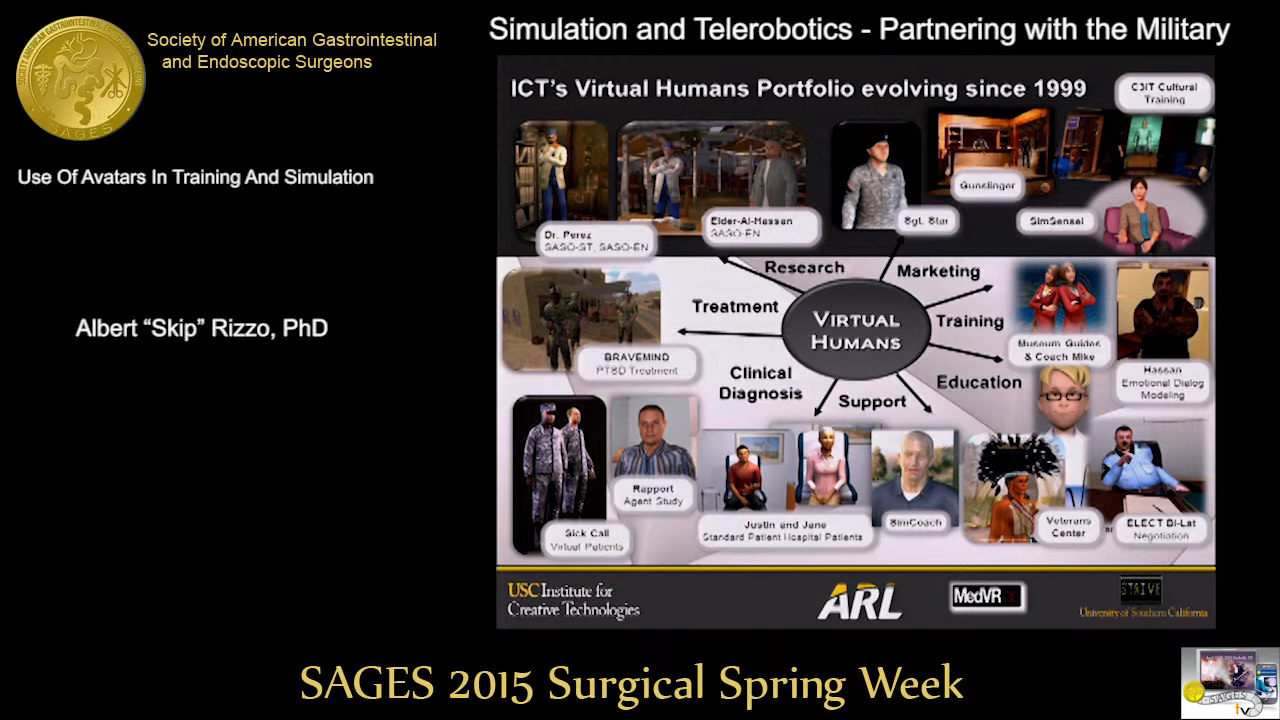 Society of American Gastrointestinal
and Endoscopic Surgeons
SAGES
Use Of Avatars In Training And Simulation
Albert “Skip” Rizzo, PhD
Simulation and Telerobotics - Partnering with the Military
ICT's Virtual Humans Portfolio evolving since 1999
C3IT Cultural
Training
Gunslinger
Dr. Perez
SASO-ST, SASO-EN
Elder-Al-Hassan
SASO-EN
Sgt. Star
SimSensei
Research
Marketing
Treatment
VIRTUAL
HUMANS
Training
Museum Guides
& Coach Mike
BRAVEMIND
PTSD Treatment
Clinical
Diagnosis
Support
Education
Hassan
Emotional Dialog
Modeling
Rapport
Agent Study
Sick Call
Virtual Patients
Justin and Jane
Standard Patient Hospital Patients
SimCoach
Veterans
Center
ELECT BI-Lat
Negotiation
USC Institute for
Creative Technologies
ARL
MedVR
STRIVE
University of Southern California
SAGES 2015 Surgical Spring Week
SAGES
tv